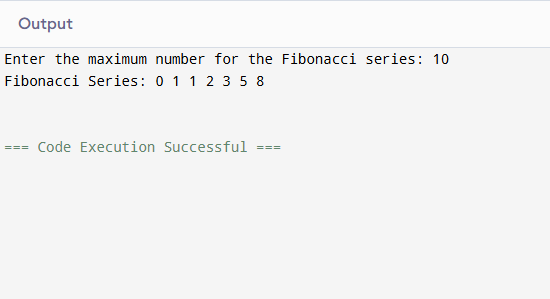 Output
Enter the maximum number for the Fibonacci series: 10
Fibonacci Series: 0 1 1 2 3 5 8
=== Code Execution Successful ===